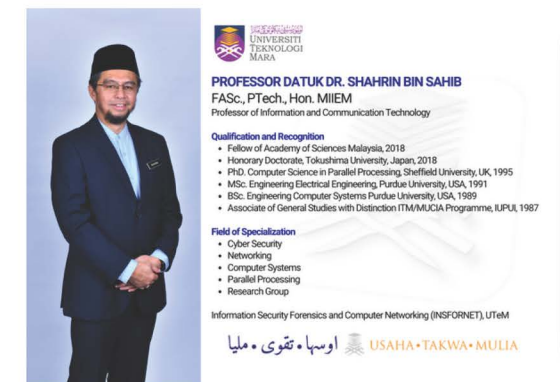 UNIVERSITI
TEKNOLOGI
MARA
PROFESSOR DATUK DR. SHAHRIN BIN SAHIB
FASc., PTech., Hon. MIIEM
Professor of Information and Communication Technology
Qualification and Recognition
• Fellow of Academy of Sciences Malaysia, 2018
• Honorary Doctorate, Tokushima University, Japan, 2018
• PhD. Computer Science in Parallel Processing, Sheffield University, UK, 1995
• MSc. Engineering Electrical Engineering, Purdue University, USA, 1991
• BSc. Engineering Computer Systems Purdue University, USA, 1989
• Associate of General Studies with Distinction ITM/MUCIA Programme, IUPUI, 1987
Field of Specialization
• Cyber Security
• Networking
• Computer Systems
• Parallel Processing
• Research Group
Information Security Forensics and Computer Networking (INSFORNET), UTeM
اوسها • تقوى • مليا USAHA • TAKWA • MULIA